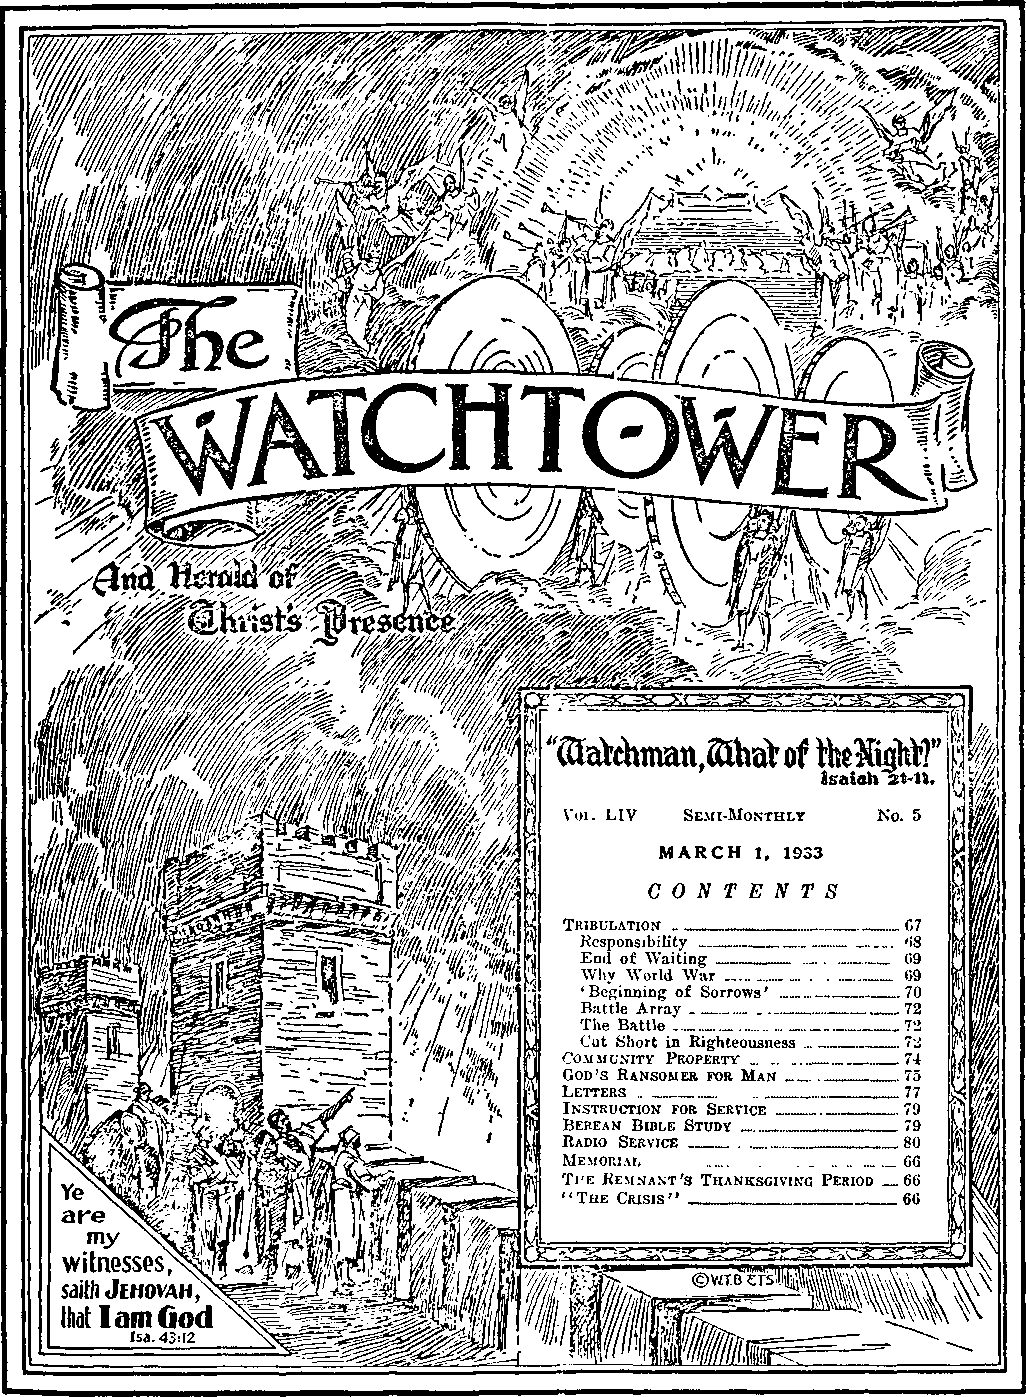 The
WATCHTOWER
And Herald of
Christ's Presence
"Watchman, What of the Night?"
Isaiah 21-11.
VOL. LIV SEMI-MONTHLY No. 5
MARCH 1, 1933
CONTENTS
TRIBULATION 67
Responsibility 68
End of Waiting 69
Why World War 69
'Beginning of Sorrows' 70
Battle Array 72
The Battle 72
Cut Short in Righteousness 72
COMMUNITY PROPERTY 74
GOD'S RANSOMER FOR MAN 75
LETTERS 77
INSTRUCTION FOR SERVICE 79
BEREAN BIBLE STUDY 79
RADIO SERVICE 80
MEMORIAL 66
THE REMNANT'S THANKSGIVING PERIOD 66
"THE CRISIS" 66
©W.T.B & T.S
Ye
are
my
witnesses,
saith JEHOVAH,
that I am God
Isa. 43:12